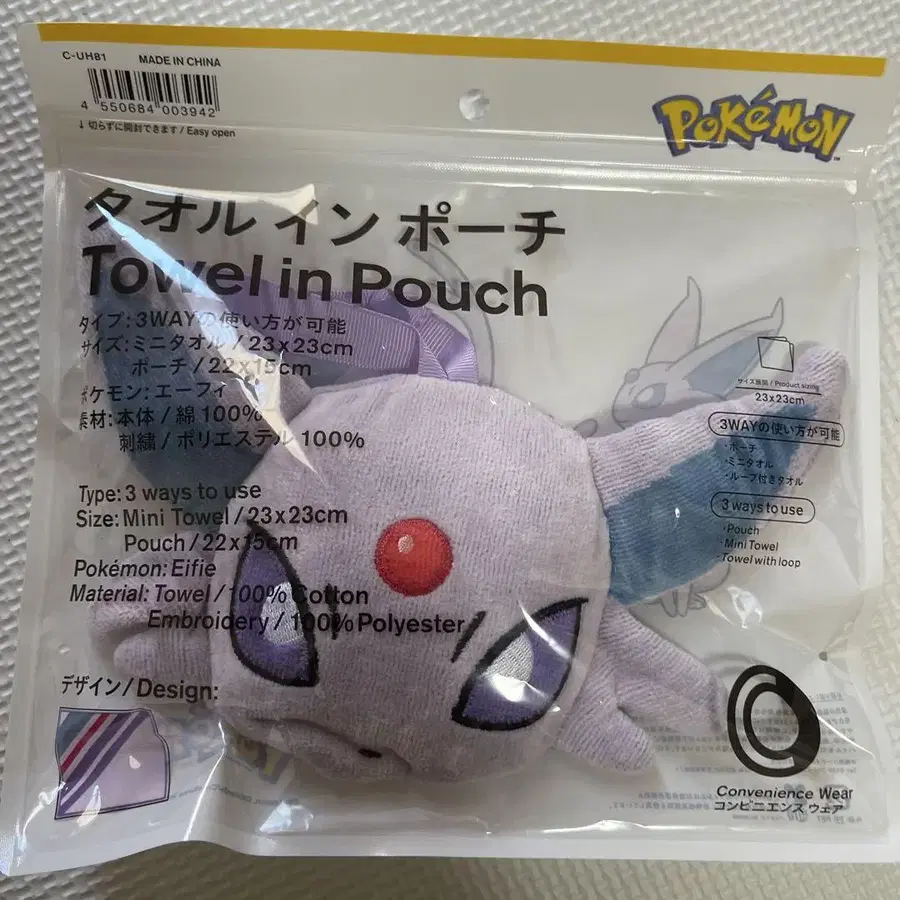 C-UH81 MADE IN CHINA
4 550684 003942
↓切らずに開封できます / Easy open
POKéMON
タオル イン ポーチ
Towel in Pouch
タイプ: 3WAYの使い方が可能
サイズ: ミニタオル / 23x23cm
ポーチ / 22x15cm
ポケモン: エーフィ
素材: 本体 / 綿 100%
刺繍 / ポリエステル 100%
Type: 3 ways to use
Size: Mini Towel / 23x23cm
Pouch / 22x15cm
Pokémon: Eifie
Material: Towel / 100% Cotton
Embroidery / 100% Polyester
デザイン / Design:
サイズ展開 / Product sizing
23x23cm
3WAYの使い方が可能
・ポーチ
・ミニタオル
・ループ付きタオル
3 ways to use
・Pouch
・Mini Towel
・Towel with loop
Convenience Wear
コンビニエンス ウェア